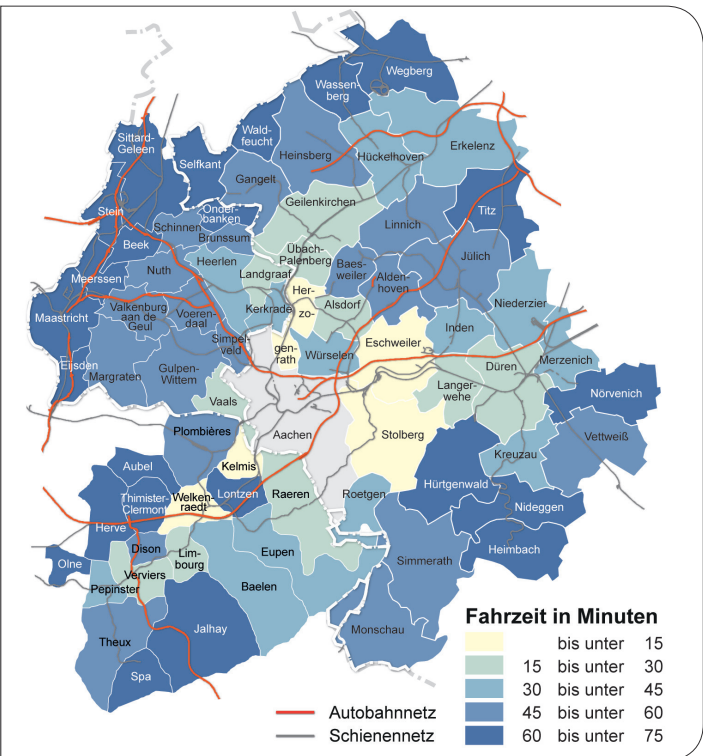 Wegberg
Wassen-
berg
Sittard-
Geleen
Wald-
feucht
Erkelenz
Hückelhoven
Heinsberg
Selfkant
Gangelt
Geilenkirchen
Stein
Onder-
banken
Titz
Linnich
Schinnen
Brunssum
Beek
Übach-
Palenberg
Jülich
Heerlen
Baes-
weiler
Nuth
Landgraaf
Alden-
hoven
Meerssen
Her-
zo-
genrath
Alsdorf
Niederzier
Valkenburg
aan de
Geul
Voeren-
daal
Kerkrade
Maastricht
Inden
Simpel-
veld
Eschweiler
Würselen
Merzenich
Eijsden
Margraten
Gulpen-
Wittem
Düren
Langer-
wehe
Nörvenich
Vaals
Plombières
Aachen
Stolberg
Vettweiß
Kreuzau
Aubel
Kelmis
Hürtgenwald
Thimister-
Clermont
Welken-
raedt
Lontzen
Raeren
Roetgen
Nideggen
Herve
Dison
Heimbach
Olne
Lim-
bourg
Eupen
Simmerath
Verviers
Pepinster
Baelen
Jalhay
Monschau
Theux
Spa
Fahrzeit in Minuten
bis unter 15
15 bis unter 30
30 bis unter 45
45 bis unter 60
60 bis unter 75
Autobahnnetz
Schienennetz